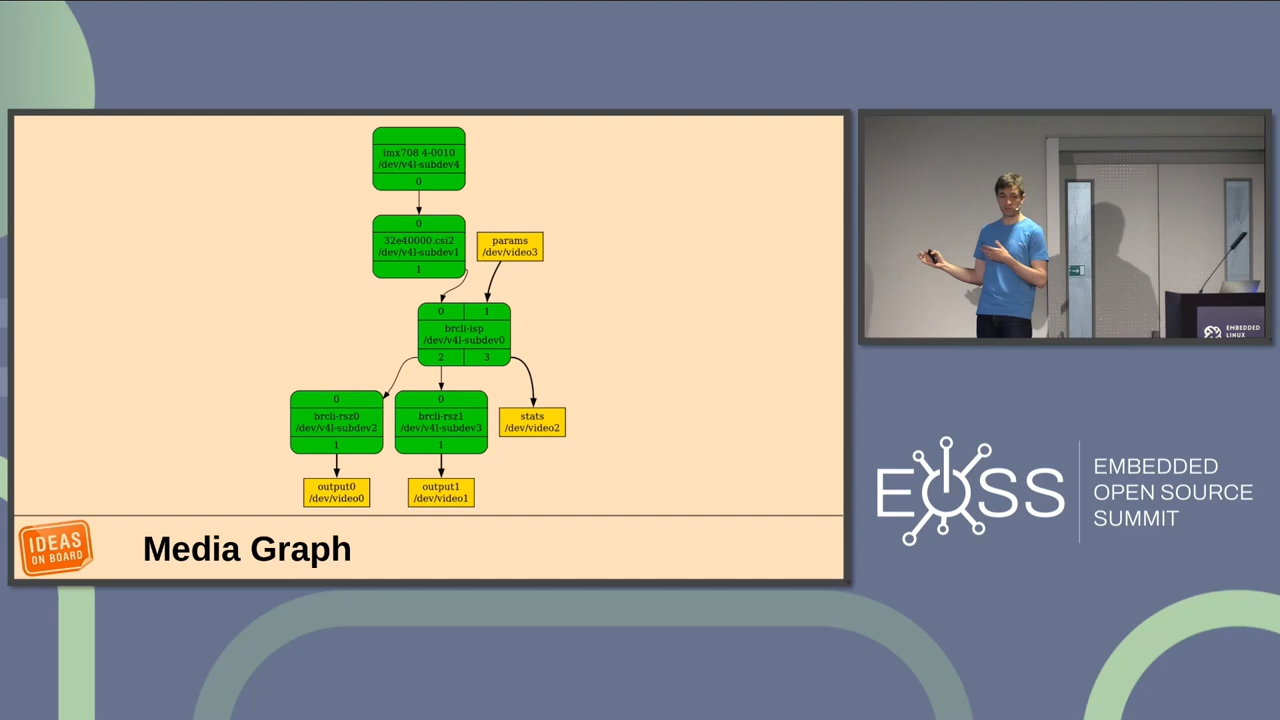 imx708 4-0010
/dev/v4l-subdev4
0
0
32e40000.csi2
/dev/v4l-subdev1
1
params
/dev/video3
0 1
brcli-isp
/dev/v4l-subdev0
2 3
0
brcli-rsz0
/dev/v4l-subdev2
1
0
brcli-rsz1
/dev/v4l-subdev3
1
stats
/dev/video2
output0
/dev/video0
output1
/dev/video1
IDEAS
ON BOARD
Media Graph
EMBEDDED
LINUX
EOSS
EMBEDDED
OPEN SOURCE
SUMMIT